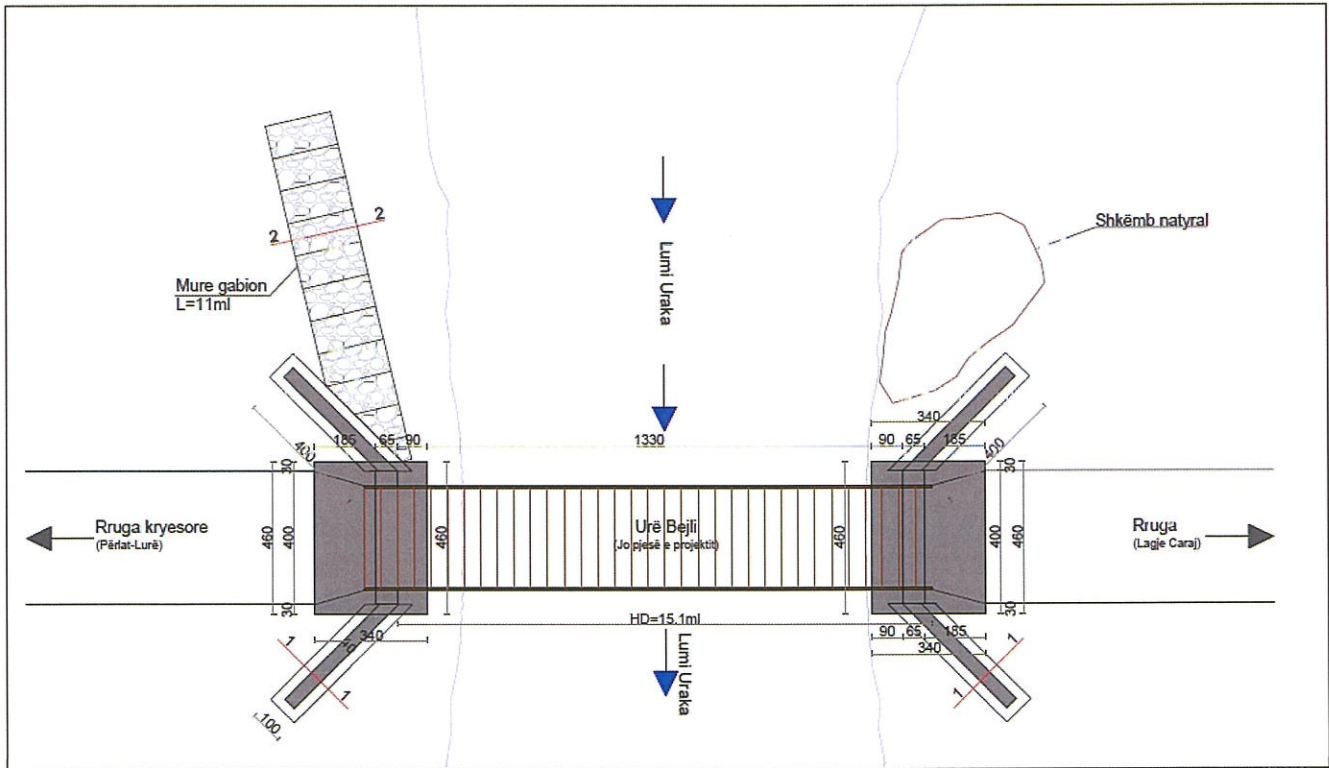 2
2
Shkëmb natyral
Mure gabion
L=11ml
Lumi Uraka
340
185 65 90
1330
90 65 185
400
400
30
30
460
400
460
460
400
460
Rruga kryesore
(Përlat-Lurë)
Urë Bejli
(Jo pjesë e projektit)
Rruga
(Lagje Caraj)
30
30
HD=15.1ml
340
90 65 185
340
1
1
1
1
100
Lumi Uraka